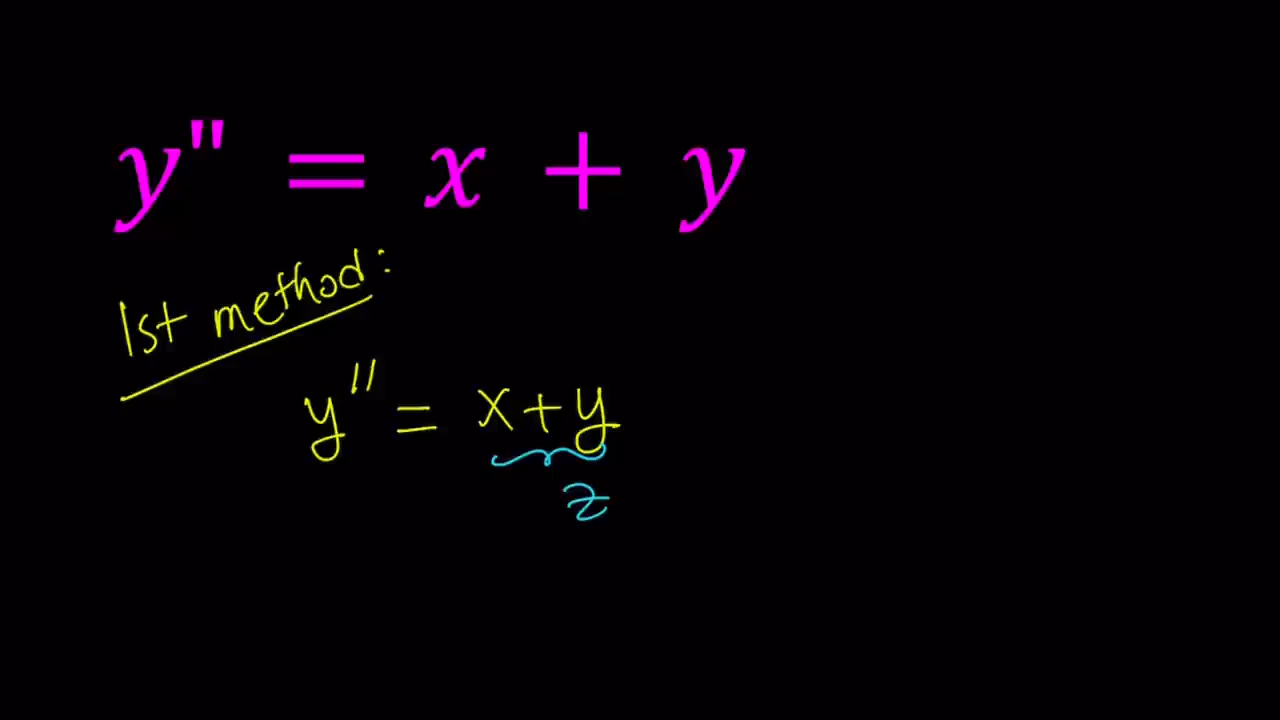 y" = x + y
1st method:
y" = x+y
z